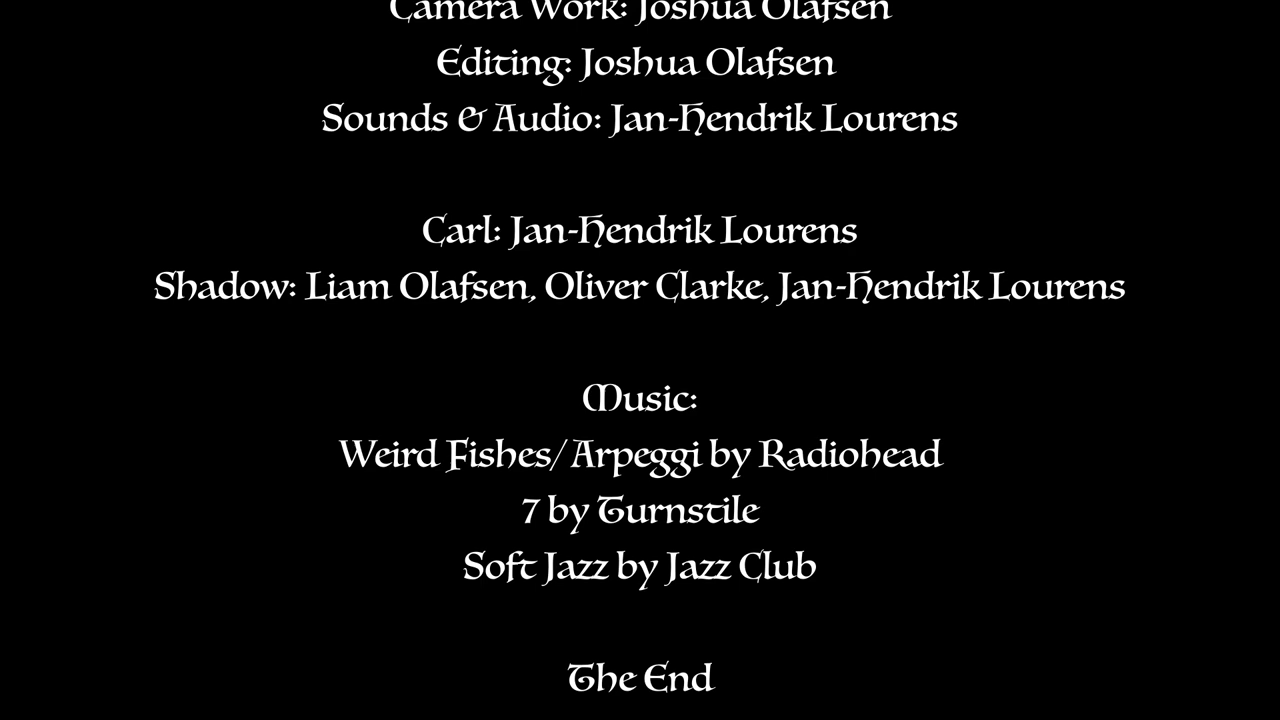 Camera Work: Joshua Olafsen
Editing: Joshua Olafsen
Sounds & Audio: Jan-Hendrik Lourens
Carl: Jan-Hendrik Lourens
Shadow: Liam Olafsen, Oliver Clarke, Jan-Hendrik Lourens
Music:
Weird Fishes/Arpeggi by Radiohead
7 by Turnstile
Soft Jazz by Jazz Club
The End